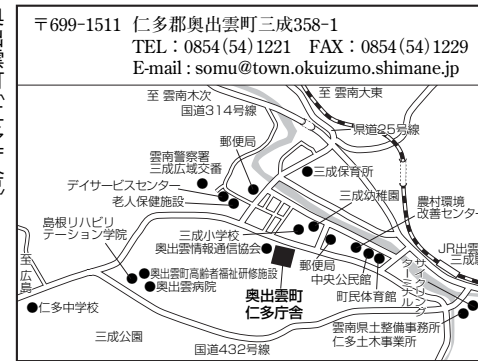 〒699-1511 仁多郡奥出雲町三成358-1
TEL：0854(54)1221 FAX：0854(54)1229
E-mail : somu@town.okuizumo.shimane.jp
至 雲南木次
至 雲南大東
国道314号線
県道25号線
郵便局
雲南警察署
三成広域交番
三成保育所
デイサービスセンター
老人保健施設
三成幼稚園
農村環境
改善センター
島根リハビリ
テーション学院
三成小学校
奥出雲情報通信協会
JR出雲
三成
至広島
奥出雲町高齢者福祉研修施設
奥出雲病院
郵便局
中央公民館
町民体育館
サイクリング
ターミナル
奥出雲町
仁多庁舎
仁多中学校
雲南県土整備事務所
仁多土木事業所
三成公園
国道432号線